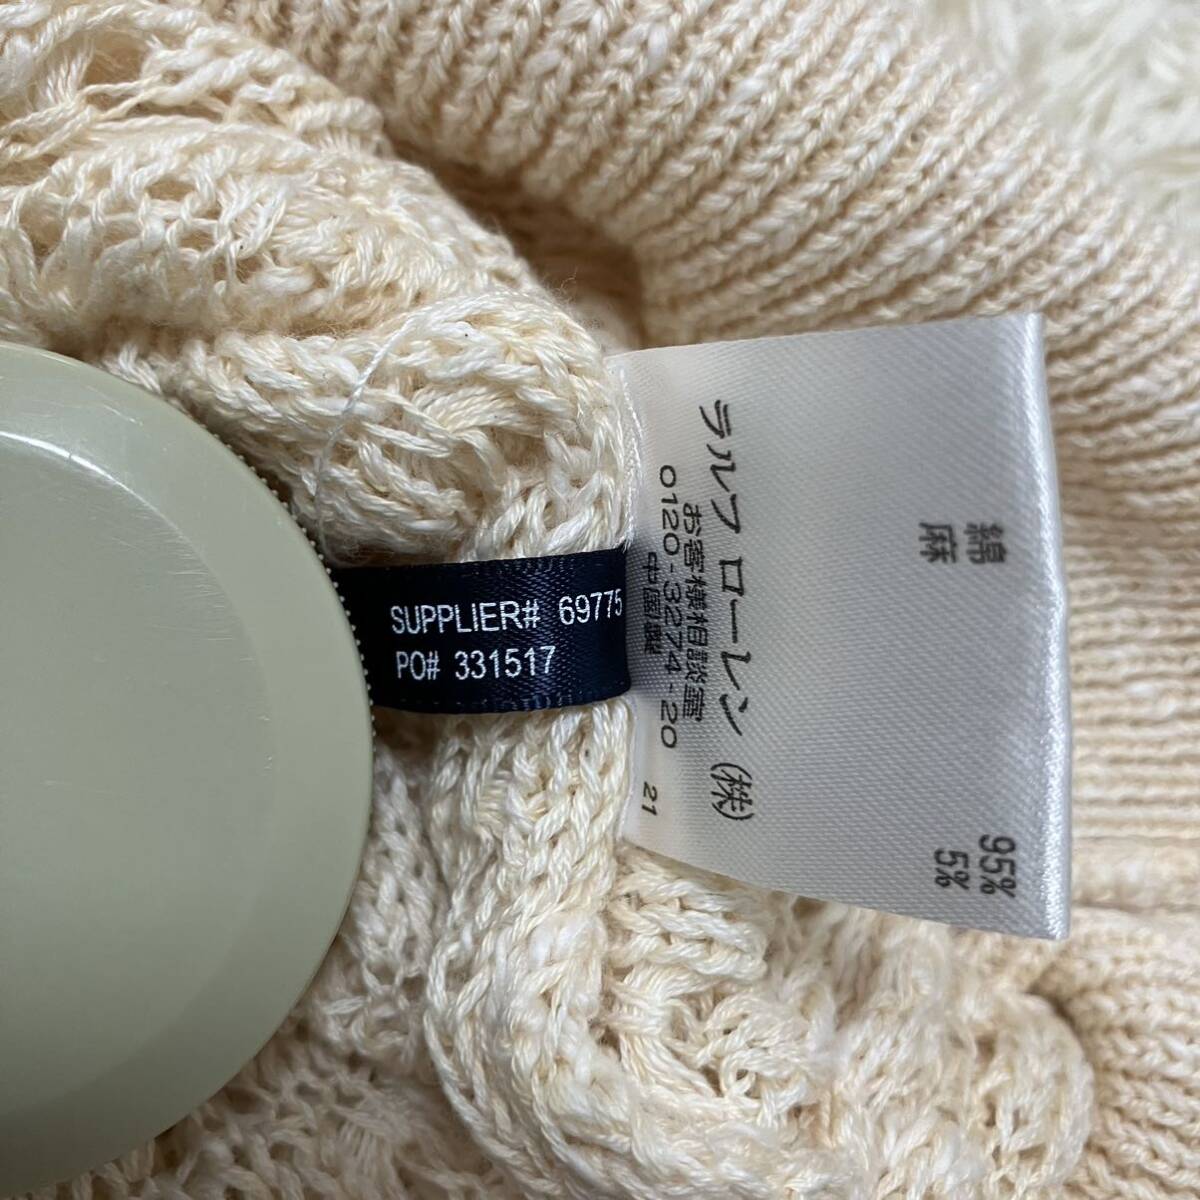 綿 95%
麻 5%
ラルフ ローレン (株)
お客様相談室
0120-3274-20
中国製 21
SUPPLIER# 69775
PO# 331517